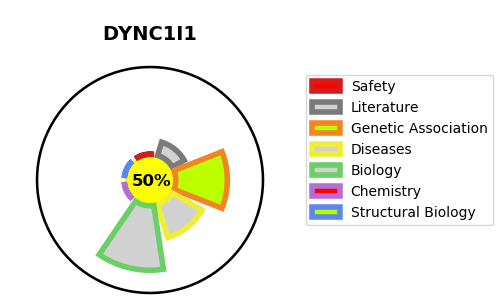 DYNC1I1
50%
Safety
Literature
Genetic Association
Diseases
Biology
Chemistry
Structural Biology